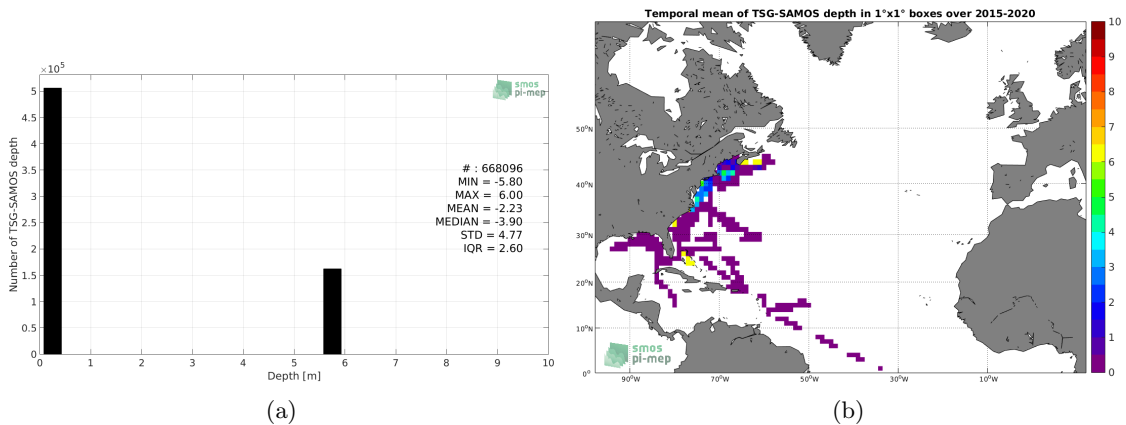 ×10⁵
5
4.5
4
3.5
3
2.5
2
1.5
1
0.5
0
Number of TSG-SAMOS depth
smos
pi-mep
# : 668096
MIN = -5.80
MAX = 6.00
MEAN = -2.23
MEDIAN = -3.90
STD = 4.77
IQR = 2.60
0 1 2 3 4 5 6 7 8 9 10
Depth [m]
(a)
Temporal mean of TSG-SAMOS depth in 1°x1° boxes over 2015-2020
50°N
40°N
30°N
20°N
10°N
0°
90°W 70°W 50°W 30°W 10°W
smos
pi-mep
10
9
8
7
6
5
4
3
2
1
0
(b)